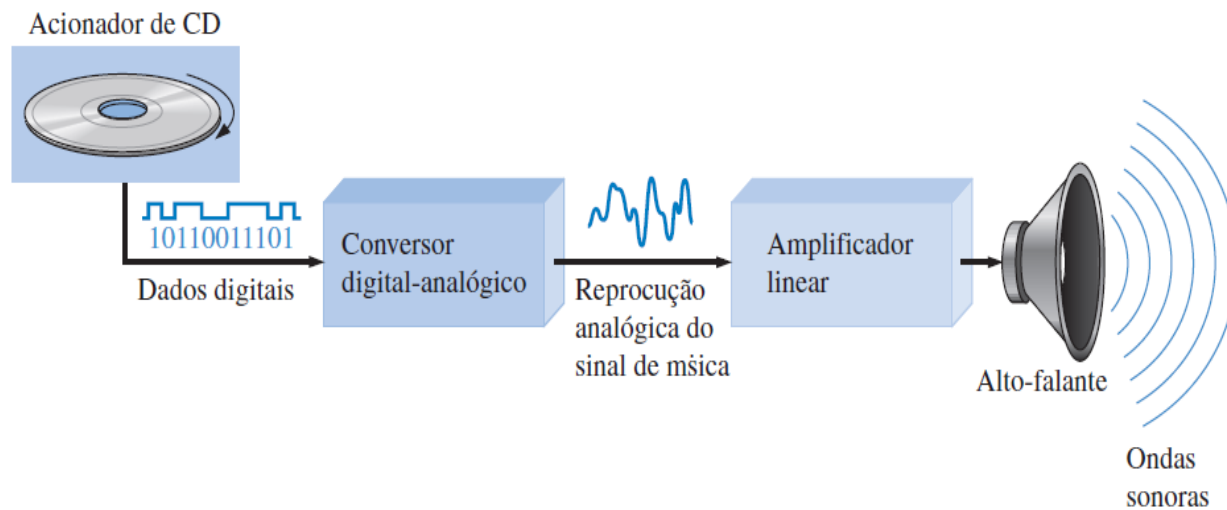 Acionador de CD
10110011101
Dados digitais
Conversor
digital-analógico
Reprocução
analógica do
sinal de mšica
Amplificador
linear
Alto-falante
Ondas
sonoras